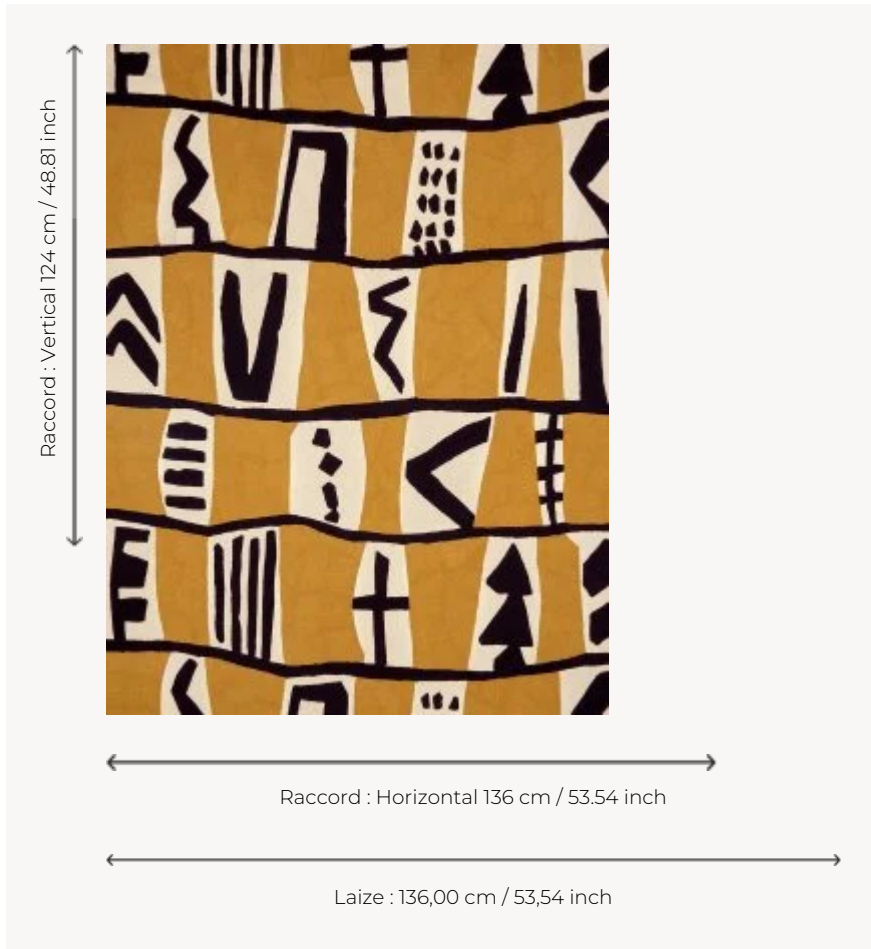 Raccord : Vertical 124 cm / 48.81 inch
Raccord : Horizontal 136 cm / 53.54 inch
Laize : 136,00 cm / 53,54 inch